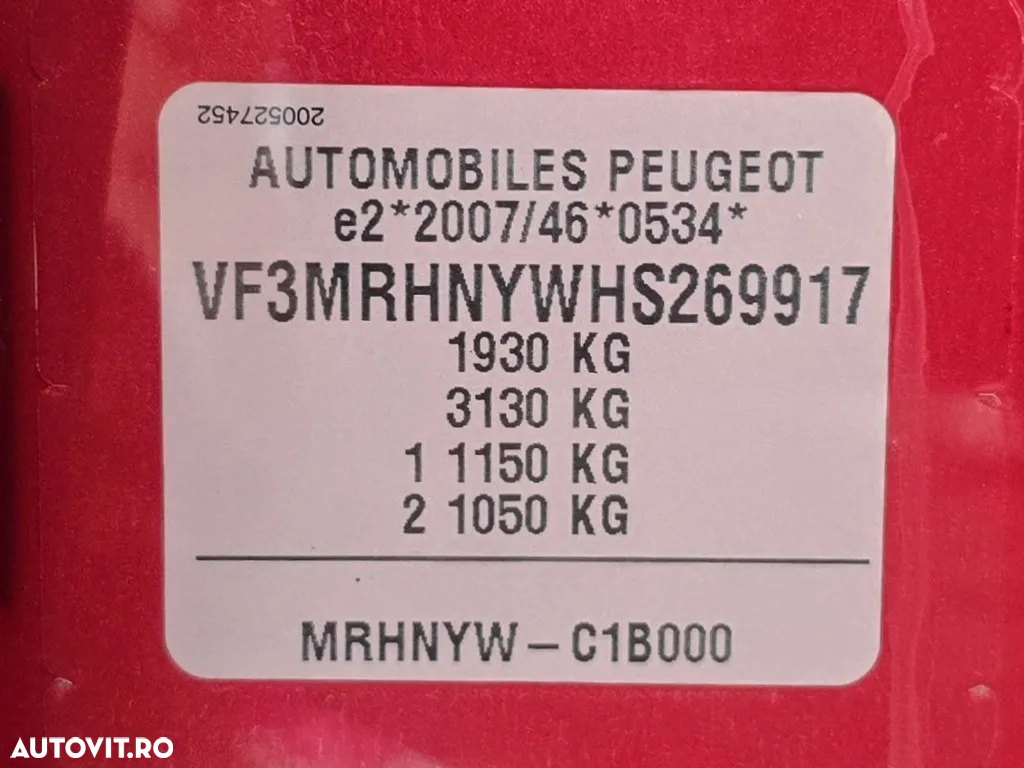 200527452
AUTOMOBILES PEUGEOT
e2*2007/46*0534*
VF3MRHNYWHS269917
1930 KG
3130 KG
1 1150 KG
2 1050 KG
MRHNYW – C1B000
AUTOVIT.RO